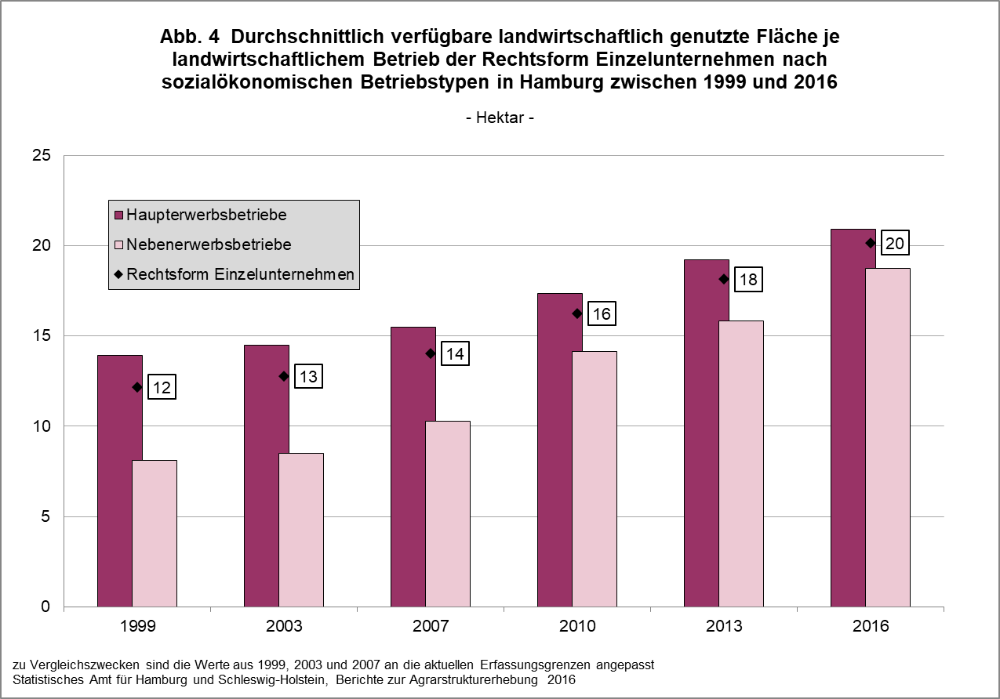 Abb. 4  Durchschnittlich verfügbare landwirtschaftlich genutzte Fläche je
landwirtschaftlichem Betrieb der Rechtsform Einzelunternehmen nach
sozialökonomischen Betriebstypen in Hamburg zwischen 1999 und 2016
- Hektar -
25
20
15
10
5
0
Haupterwerbsbetriebe
Nebenerwerbsbetriebe
Rechtsform Einzelunternehmen
12
13
14
16
18
20
1999
2003
2007
2010
2013
2016
zu Vergleichszwecken sind die Werte aus 1999, 2003 und 2007 an die aktuellen Erfassungsgrenzen angepasst
Statistisches Amt für Hamburg und Schleswig-Holstein,  Berichte zur Agrarstrukturerhebung  2016